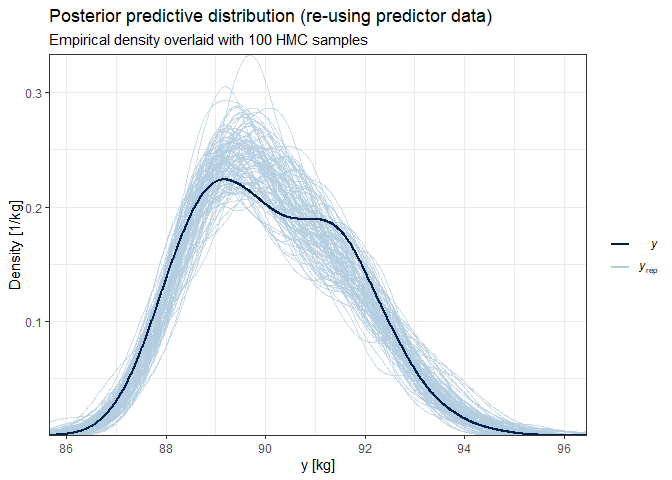 Posterior predictive distribution (re-using predictor data)
Empirical density overlaid with 100 HMC samples
0.3
0.2
0.1
Density [1/kg]
86 88 90 92 94 96
y [kg]
y
y rep